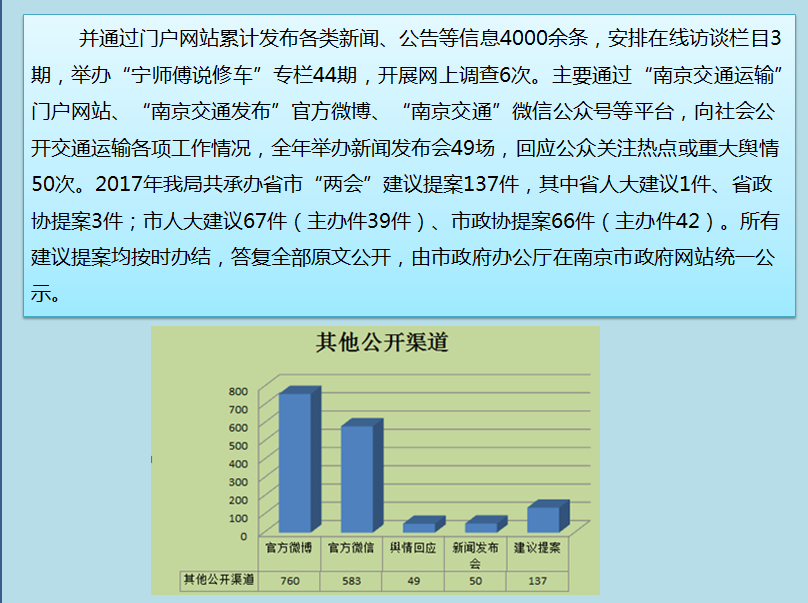 并通过门户网站累计发布各类新闻、公告等信息4000余条，安排在线访谈栏目3
期，举办“宁师傅说修车”专栏44期，开展网上调查6次。主要通过“南京交通运输”
门户网站、“南京交通发布”官方微博、“南京交通”微信公众号等平台，向社会公
开交通运输各项工作情况，全年举办新闻发布会49场，回应公众关注热点或重大舆情
50次。2017年我局共承办省市“两会”建议提案137件，其中省人大建议1件、省政
协提案3件；市人大建议67件（主办件39件）、市政协提案66件（主办件42）。所有
建议提案均按时办结，答复全部原文公开，由市政府办公厅在南京市政府网站统一公
示。
其他公开渠道
800
700
600
500
400
300
200
100
0
官方微博 官方微信 舆情回应 新闻发布 建议提案
会
其他公开渠道 760 583 49 50 137